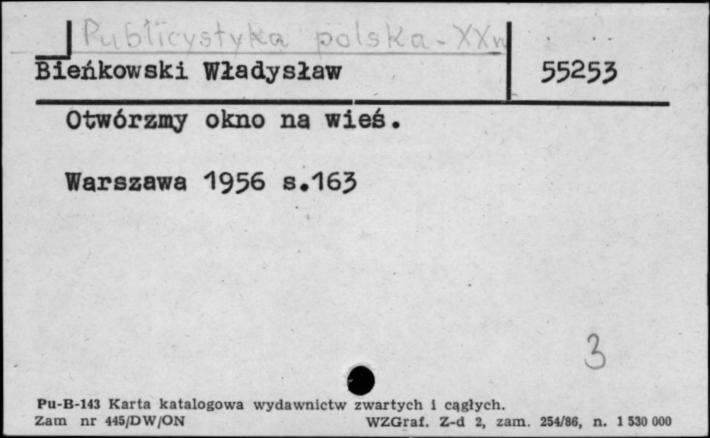 Publicystyka polska - XXw
Bieńkowski Władysław 55253
Otwórzmy okno na wieś.
Warszawa 1956 s.163
3
Pu-B-143 Karta katalogowa wydawnictw zwartych i cągłych.
Zam nr 445/DW/ON WZGraf. Z-d 2, zam. 254/86, n. 1 530 000